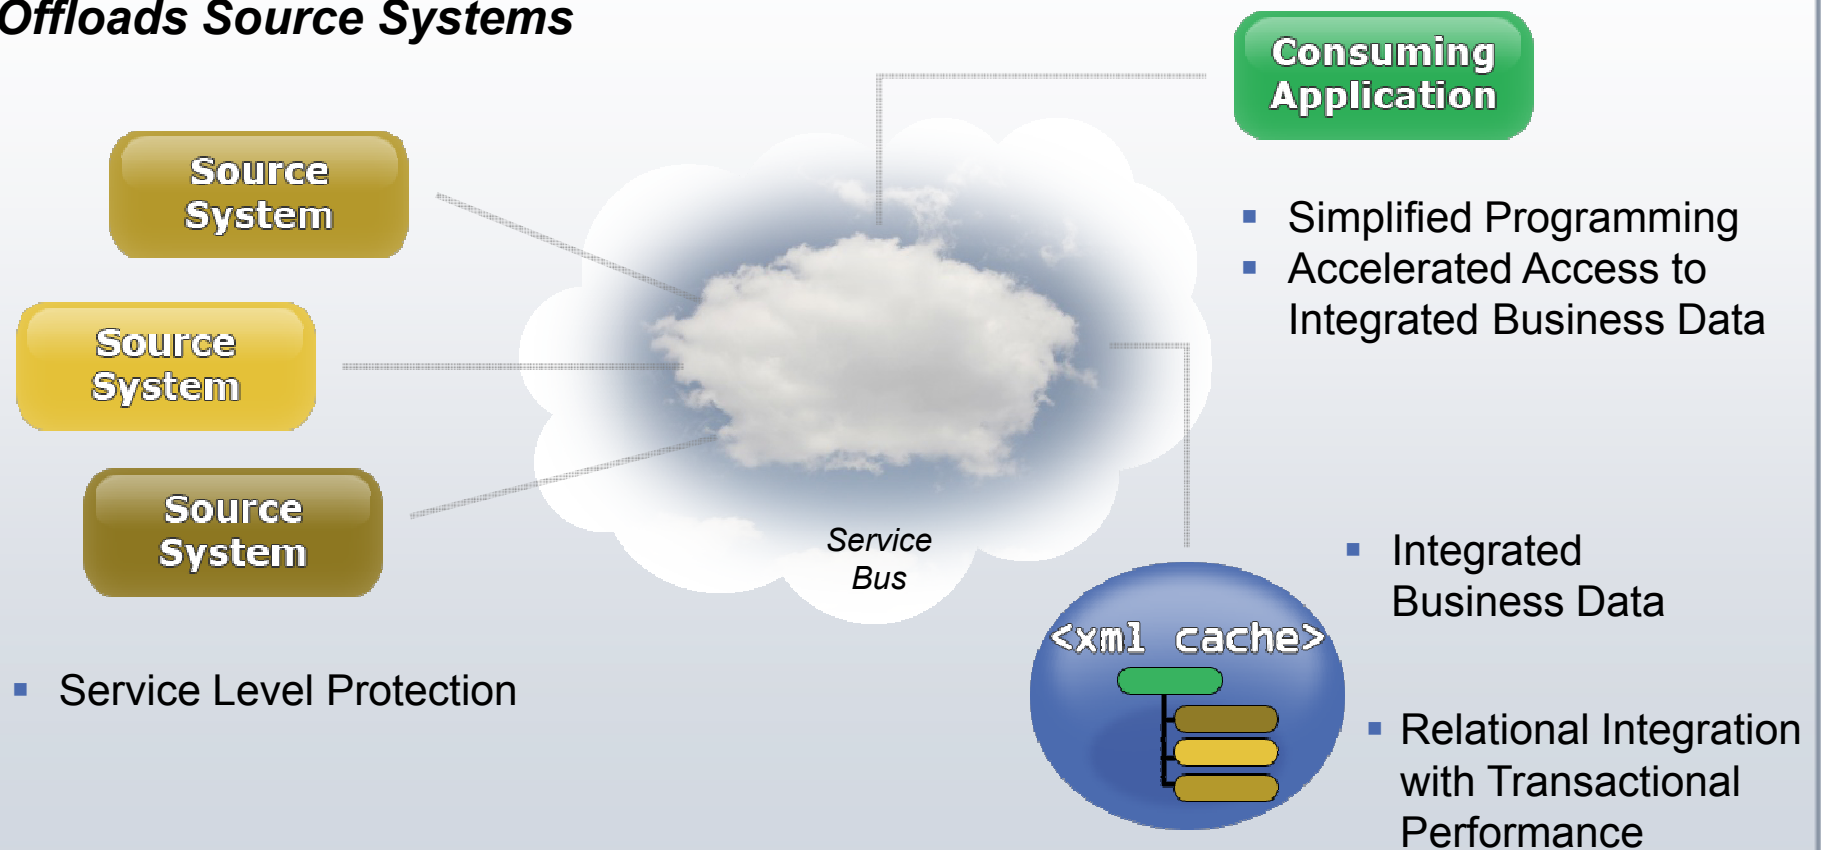 Offloads Source Systems
Consuming
Application
Source
System
Simplified Programming
Accelerated Access to
Integrated Business Data
Source
System
Source
System
Service
Bus
Integrated
Business Data
<xml cache>
Service Level Protection
Relational Integration
with Transactional
Performance